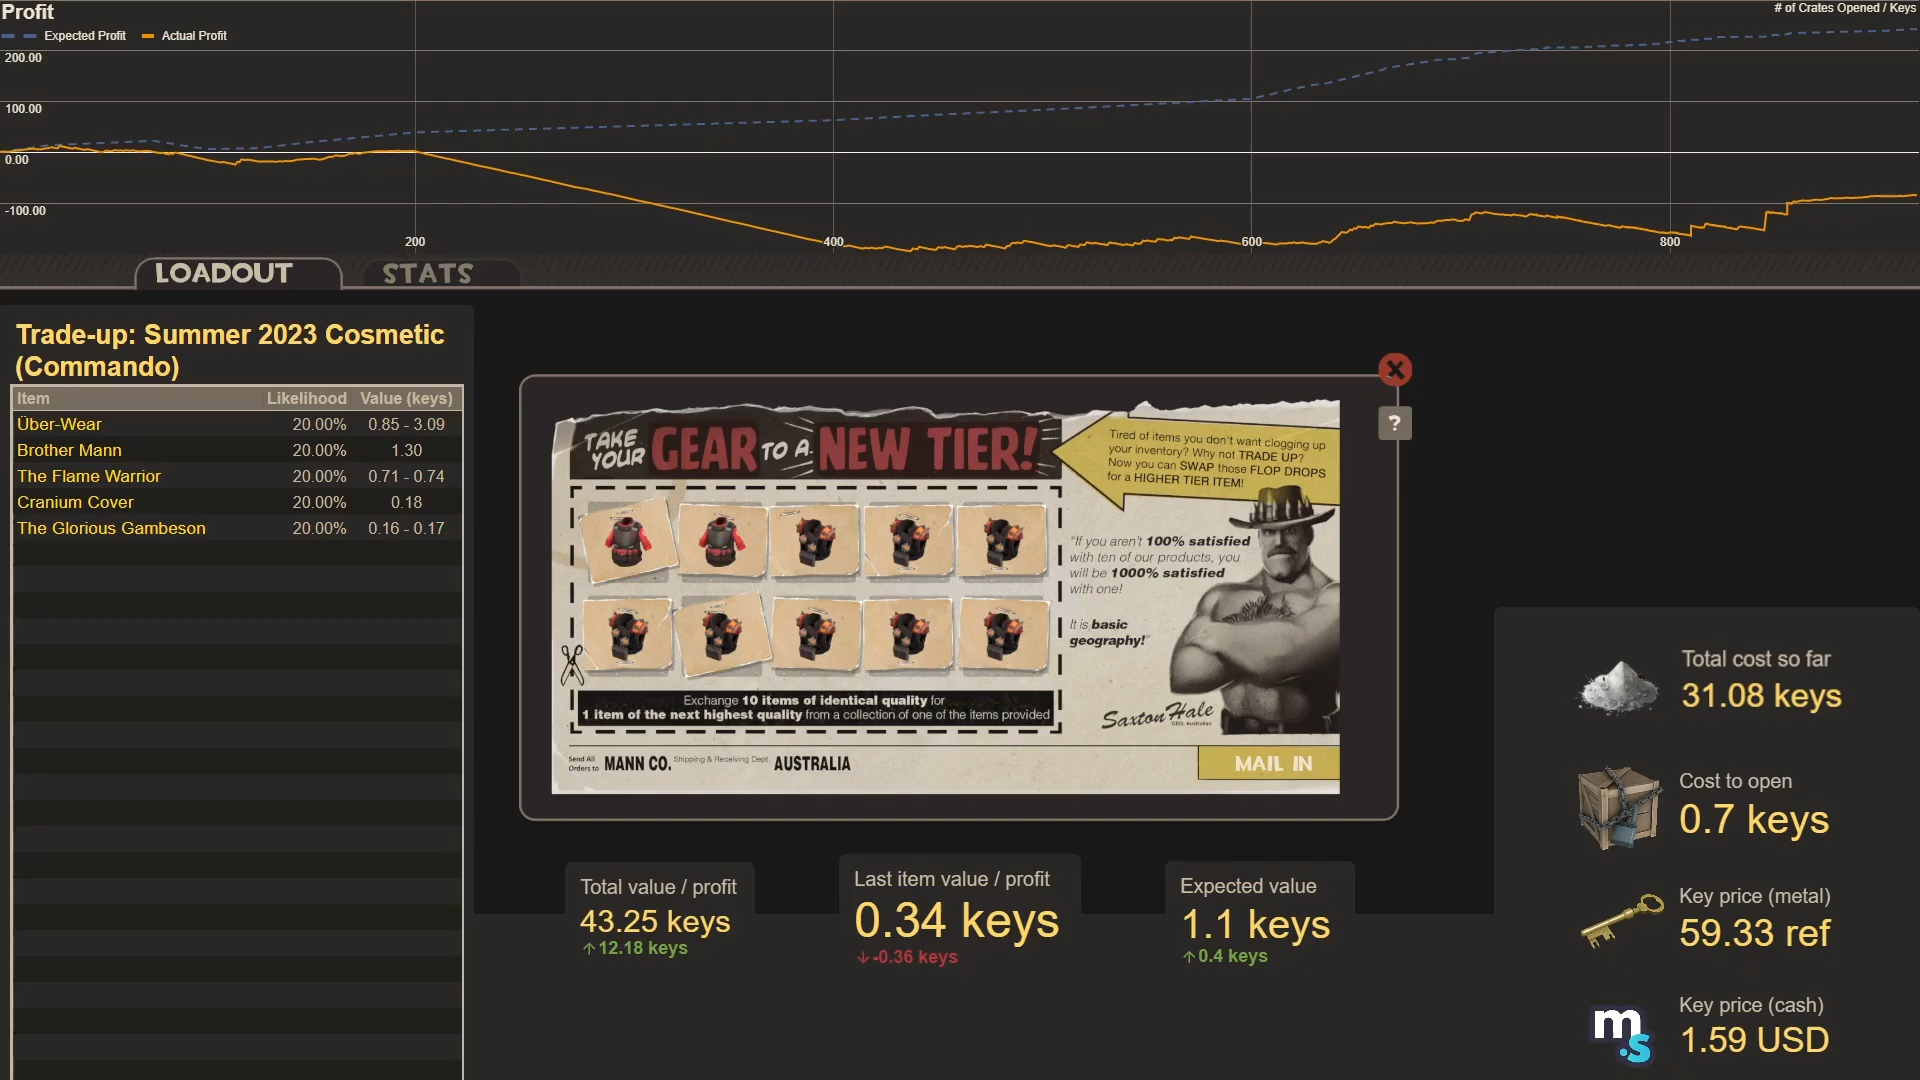 Profit
# of Crates Opened / Keys
Expected Profit
Actual Profit
200.00
100.00
0.00
-100.00
200
400
600
800
LOADOUT
STATS
Trade-up: Summer 2023 Cosmetic
(Commando)
Item Likelihood Value (keys)
Über-Wear 20.00% 0.85 - 3.09
Brother Mann 20.00% 1.30
The Flame Warrior 20.00% 0.71 - 0.74
Cranium Cover 20.00% 0.18
The Glorious Gambeson 20.00% 0.16 - 0.17
?
TAKE YOUR GEAR TO A NEW TIER!
Tired of items you don't want clogging up
your inventory? Why not TRADE UP?
Now you can SWAP those FLOP DROPS
for a HIGHER TIER ITEM!
"If you aren't 100% satisfied
with ten of our products, you
will be 1000% satisfied
with one!
It is basic
geography!"
Exchange 10 items of identical quality for
1 item of the next highest quality from a collection of one of the items provided
Saxton Hale
CEO, Australian
Send All
Orders to MANN CO. Shipping & Receiving Dept. AUSTRALIA
MAIL IN
Total value / profit
43.25 keys
↑12.18 keys
Last item value / profit
0.34 keys
↓-0.36 keys
Expected value
1.1 keys
↑0.4 keys
Total cost so far
31.08 keys
Cost to open
0.7 keys
Key price (metal)
59.33 ref
Key price (cash)
1.59 USD
m.s